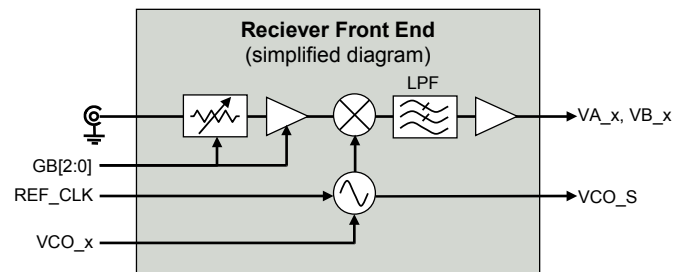 Reciever Front End
(simplified diagram)
LPF
VA_x, VB_x
GB[2:0]
REF_CLK
VCO_S
VCO_x